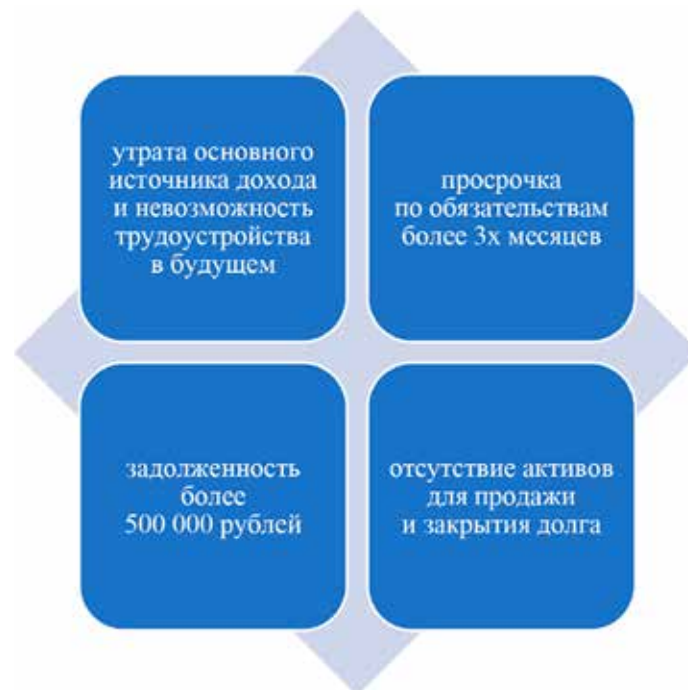 утрата основного
источника дохода
и невозможность
трудоустройства
в будущем
просрочка
по обязательствам
более 3х месяцев
задолженность
более
500 000 рублей
отсутствие активов
для продажи
и закрытия долга